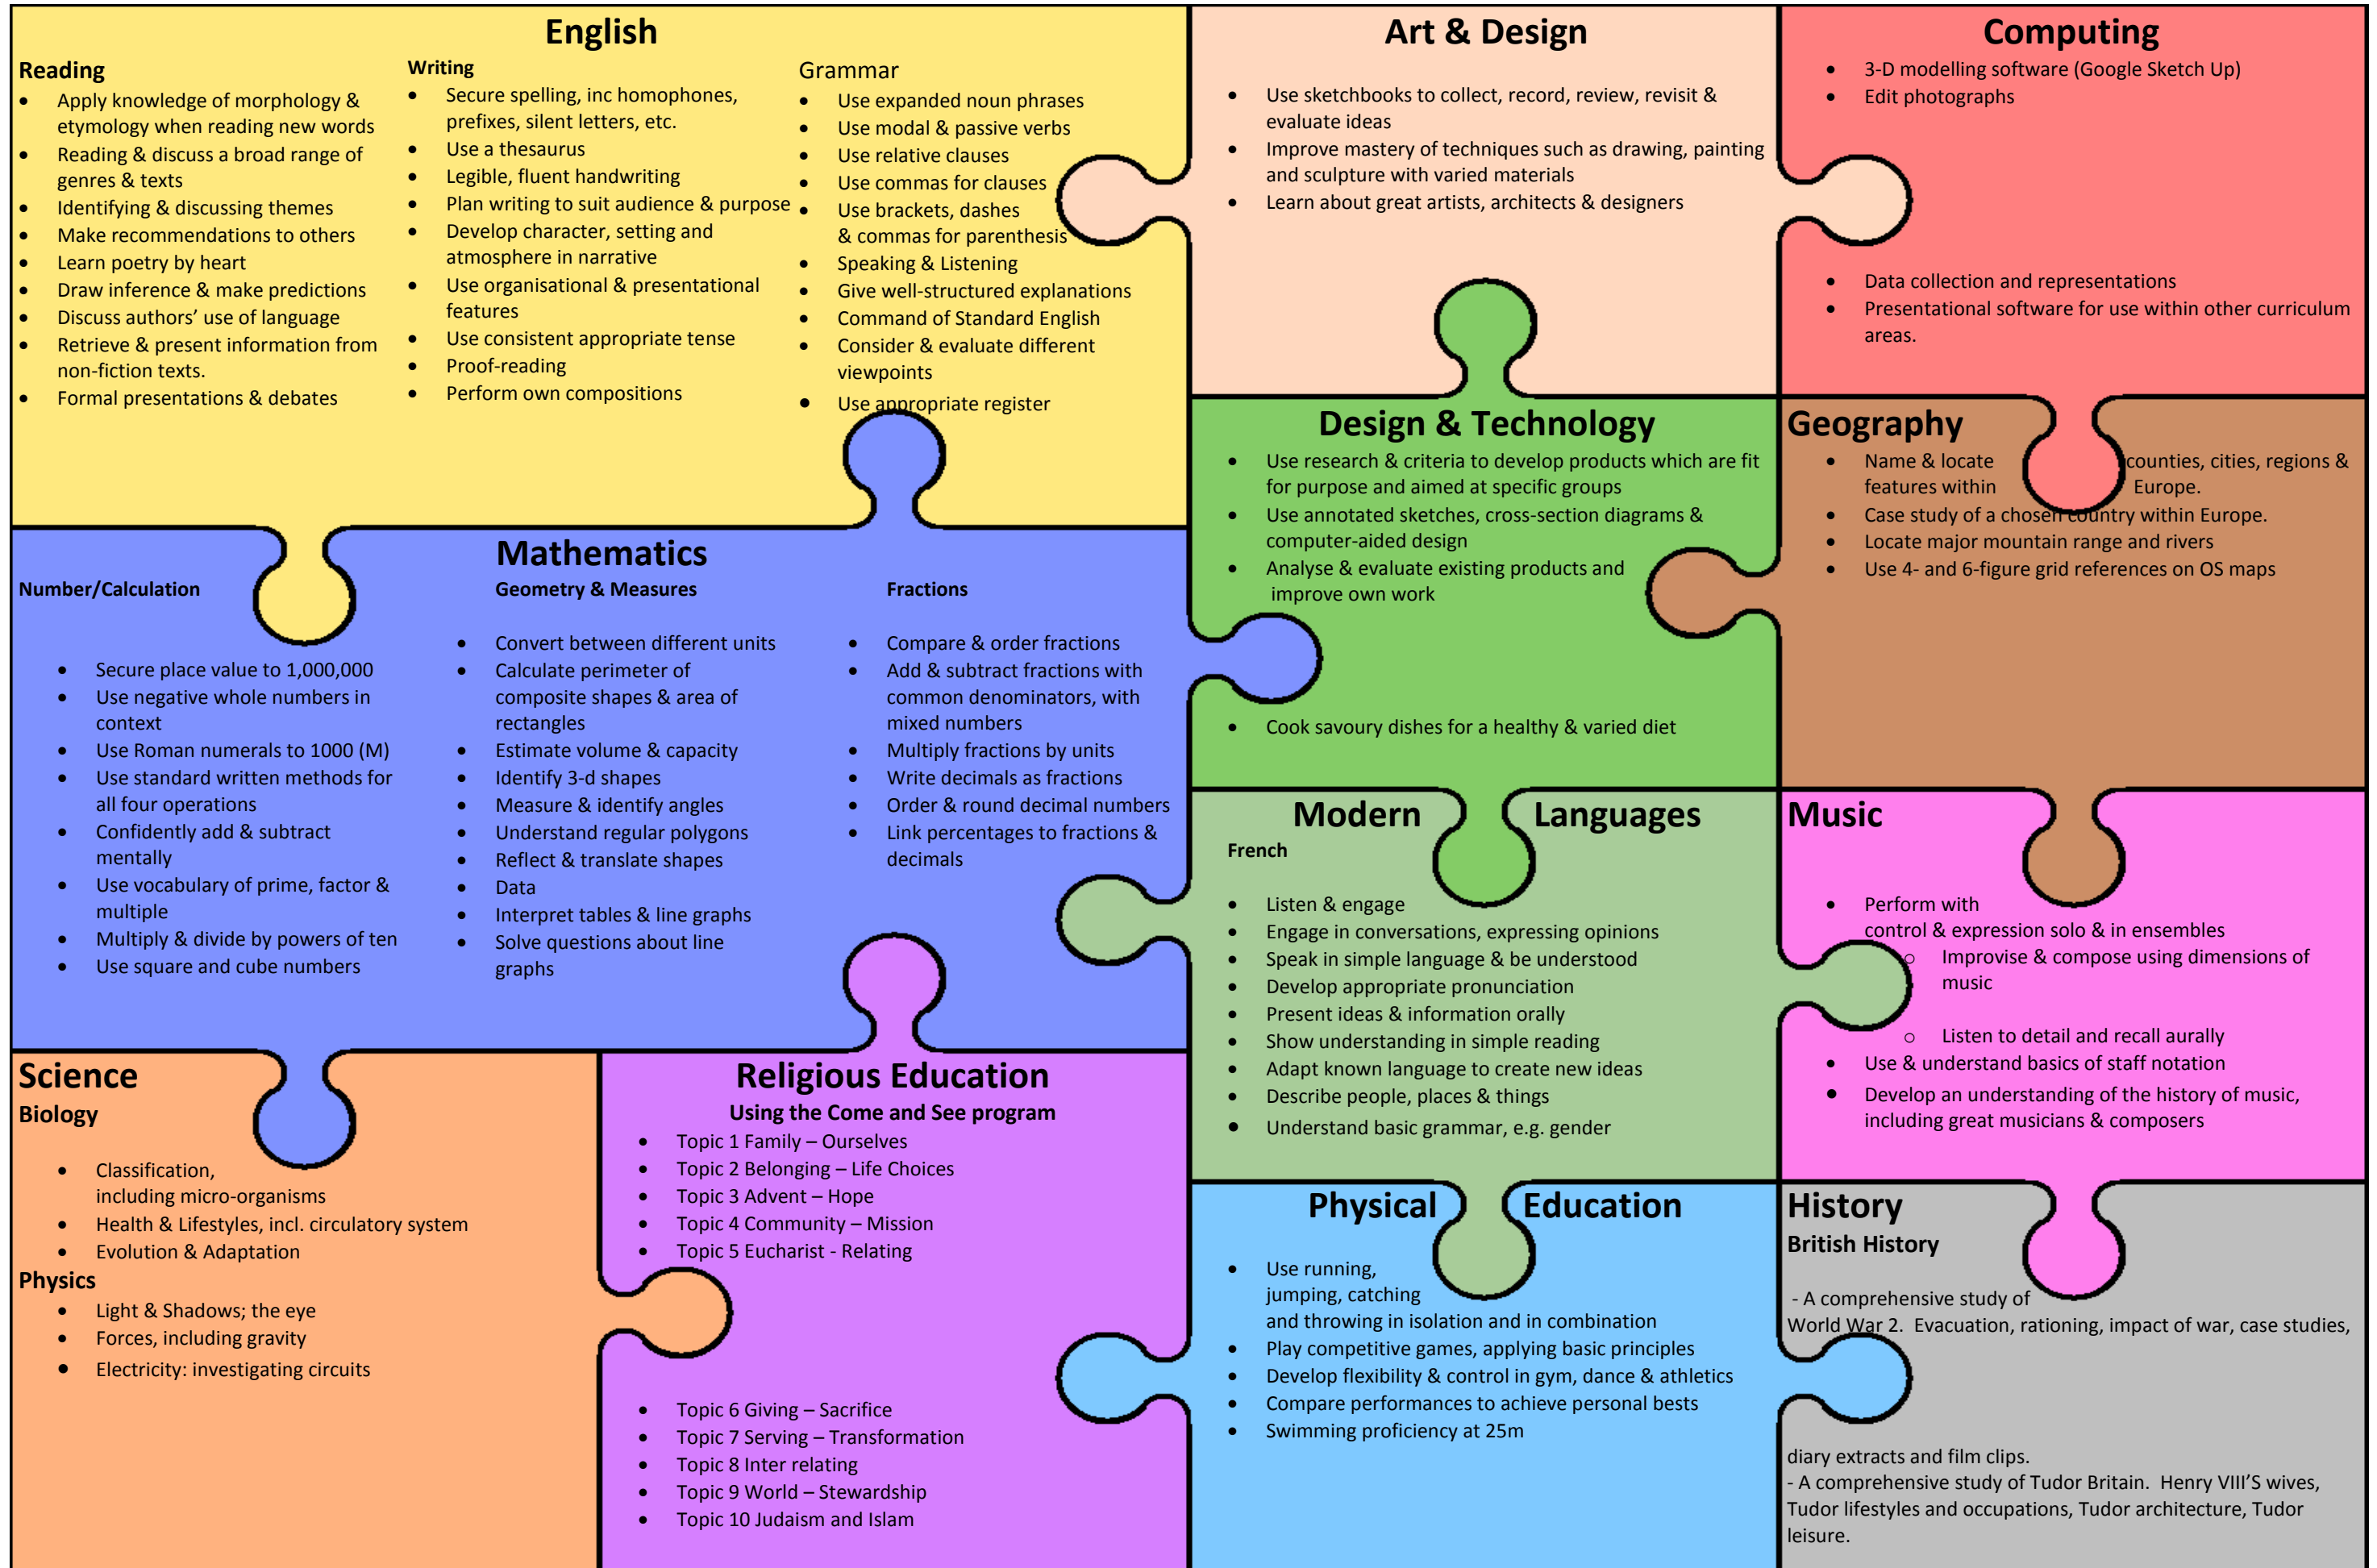 English
Reading
• Apply knowledge of morphology &
etymology when reading new words
• Reading & discuss a broad range of
genres & texts
• Identifying & discussing themes
• Make recommendations to others
• Learn poetry by heart
• Draw inference & make predictions
• Discuss authors’ use of language
• Retrieve & present information from
non-fiction texts.
• Formal presentations & debates
Writing
• Secure spelling, inc homophones,
prefixes, silent letters, etc.
• Use a thesaurus
• Legible, fluent handwriting
• Plan writing to suit audience & purpose
• Develop character, setting and
atmosphere in narrative
• Use organisational & presentational
features
• Use consistent appropriate tense
• Proof-reading
• Perform own compositions
Grammar
• Use expanded noun phrases
• Use modal & passive verbs
• Use relative clauses
• Use commas for clauses
• Use brackets, dashes
& commas for parenthesis
• Speaking & Listening
• Give well-structured explanations
• Command of Standard English
• Consider & evaluate different
viewpoints
• Use appropriate register
Art & Design
• Use sketchbooks to collect, record, review, revisit &
evaluate ideas
• Improve mastery of techniques such as drawing, painting
and sculpture with varied materials
• Learn about great artists, architects & designers
Computing
• 3-D modelling software (Google Sketch Up)
• Edit photographs
• Data collection and representations
• Presentational software for use within other curriculum
areas.
Design & Technology
• Use research & criteria to develop products which are fit
for purpose and aimed at specific groups
• Use annotated sketches, cross-section diagrams &
computer-aided design
• Analyse & evaluate existing products and
improve own work
• Cook savoury dishes for a healthy & varied diet
Geography
• Name & locate counties, cities, regions &
features within Europe.
• Case study of a chosen country within Europe.
• Locate major mountain range and rivers
• Use 4- and 6-figure grid references on OS maps
Mathematics
Number/Calculation
• Secure place value to 1,000,000
• Use negative whole numbers in
context
• Use Roman numerals to 1000 (M)
• Use standard written methods for
all four operations
• Confidently add & subtract
mentally
• Use vocabulary of prime, factor &
multiple
• Multiply & divide by powers of ten
• Use square and cube numbers
Geometry & Measures
• Convert between different units
• Calculate perimeter of
composite shapes & area of
rectangles
• Estimate volume & capacity
• Identify 3-d shapes
• Measure & identify angles
• Understand regular polygons
• Reflect & translate shapes
• Data
• Interpret tables & line graphs
• Solve questions about line
graphs
Fractions
• Compare & order fractions
• Add & subtract fractions with
common denominators, with
mixed numbers
• Multiply fractions by units
• Write decimals as fractions
• Order & round decimal numbers
• Link percentages to fractions &
decimals
Modern Languages
French
• Listen & engage
• Engage in conversations, expressing opinions
• Speak in simple language & be understood
• Develop appropriate pronunciation
• Present ideas & information orally
• Show understanding in simple reading
• Adapt known language to create new ideas
• Describe people, places & things
• Understand basic grammar, e.g. gender
Music
• Perform with
control & expression solo & in ensembles
o Improvise & compose using dimensions of
music
o Listen to detail and recall aurally
• Use & understand basics of staff notation
• Develop an understanding of the history of music,
including great musicians & composers
Science
Biology
• Classification,
including micro-organisms
• Health & Lifestyles, incl. circulatory system
• Evolution & Adaptation
Physics
• Light & Shadows; the eye
• Forces, including gravity
• Electricity: investigating circuits
Religious Education
Using the Come and See program
• Topic 1 Family – Ourselves
• Topic 2 Belonging – Life Choices
• Topic 3 Advent – Hope
• Topic 4 Community – Mission
• Topic 5 Eucharist - Relating
• Topic 6 Giving – Sacrifice
• Topic 7 Serving – Transformation
• Topic 8 Inter relating
• Topic 9 World – Stewardship
• Topic 10 Judaism and Islam
Physical Education
• Use running,
jumping, catching
and throwing in isolation and in combination
• Play competitive games, applying basic principles
• Develop flexibility & control in gym, dance & athletics
• Compare performances to achieve personal bests
• Swimming proficiency at 25m
History
British History
- A comprehensive study of
World War 2. Evacuation, rationing, impact of war, case studies,
diary extracts and film clips.
- A comprehensive study of Tudor Britain. Henry VIII’S wives,
Tudor lifestyles and occupations, Tudor architecture, Tudor
leisure.